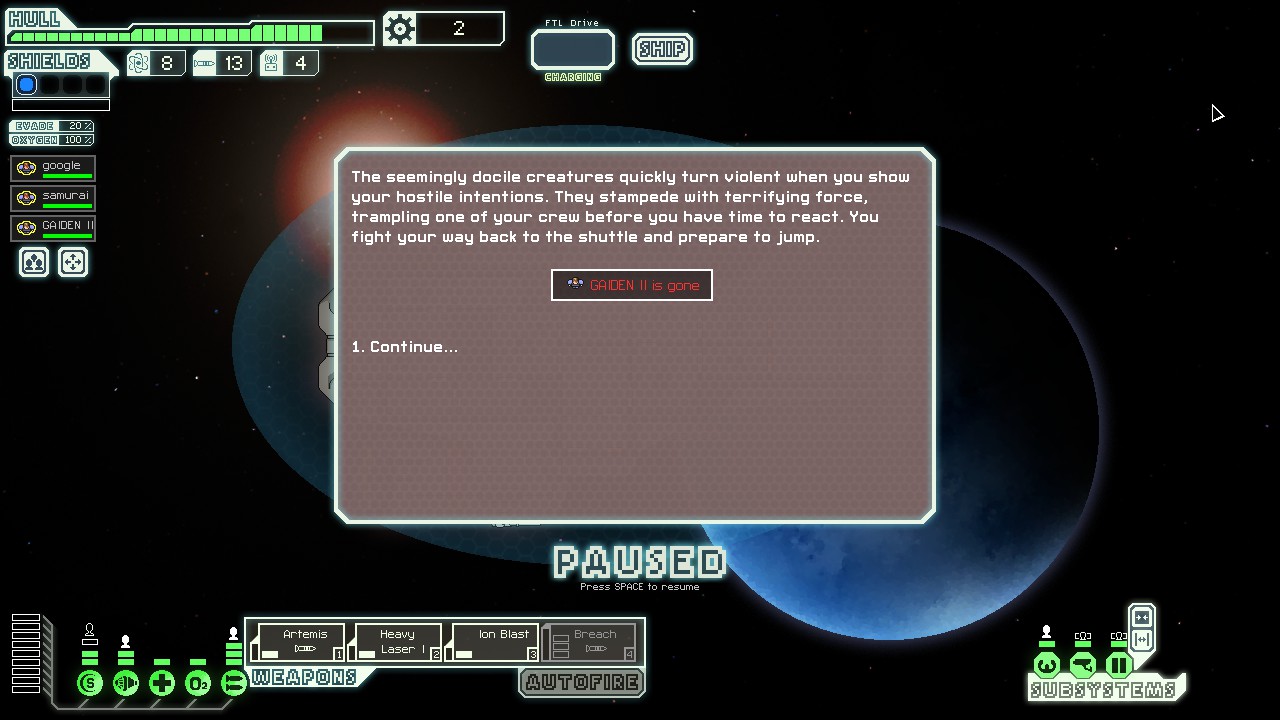 HULL
2
FTL Drive
SHIP
CHARGING
SHIELDS
8
13
4
EVADE 20 %
OXYGEN 100 %
google
samurai
GAIDEN II
The seemingly docile creatures quickly turn violent when you show
your hostile intentions. They stampede with terrifying force,
trampling one of your crew before you have time to react. You
fight your way back to the shuttle and prepare to jump.
GAIDEN II is gone
1. Continue...
PAUSED
Press SPACE to resume
Artemis
1
Heavy
Laser I
2
Ion Blast
3
Breach
4
WEAPONS
AUTOFIRE
S
O2
SUBSYSTEMS